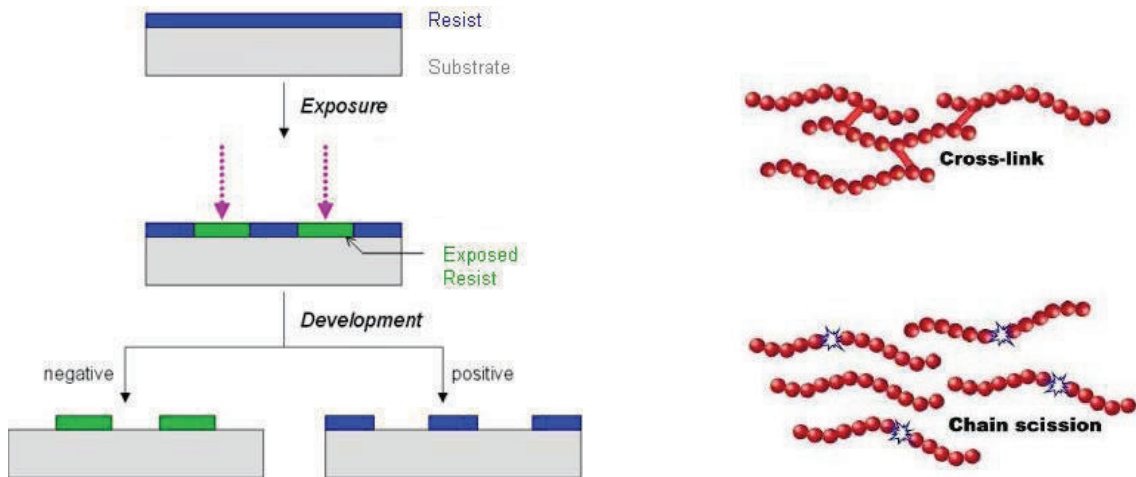 Resist
Substrate
Exposure
Exposed
Resist
Development
negative
positive
Cross-link
Chain scission